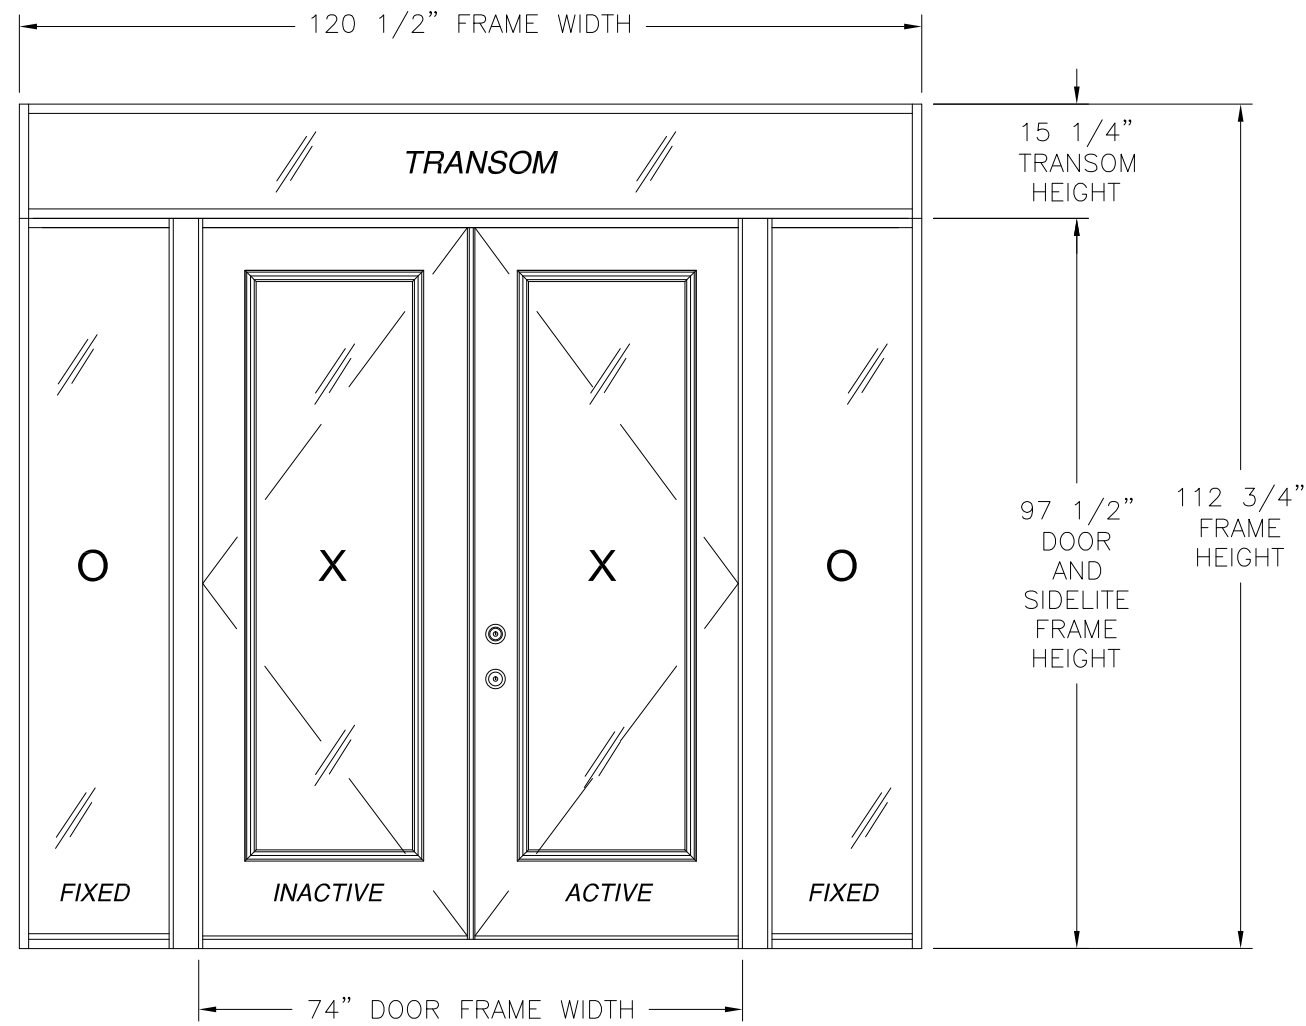 120 1/2” FRAME WIDTH
TRANSOM
15 1/4”
TRANSOM
HEIGHT
97 1/2”
DOOR
AND
SIDELITE
FRAME
HEIGHT
112 3/4”
FRAME
HEIGHT
O
X
X
O
FIXED
INACTIVE
ACTIVE
FIXED
74” DOOR FRAME WIDTH